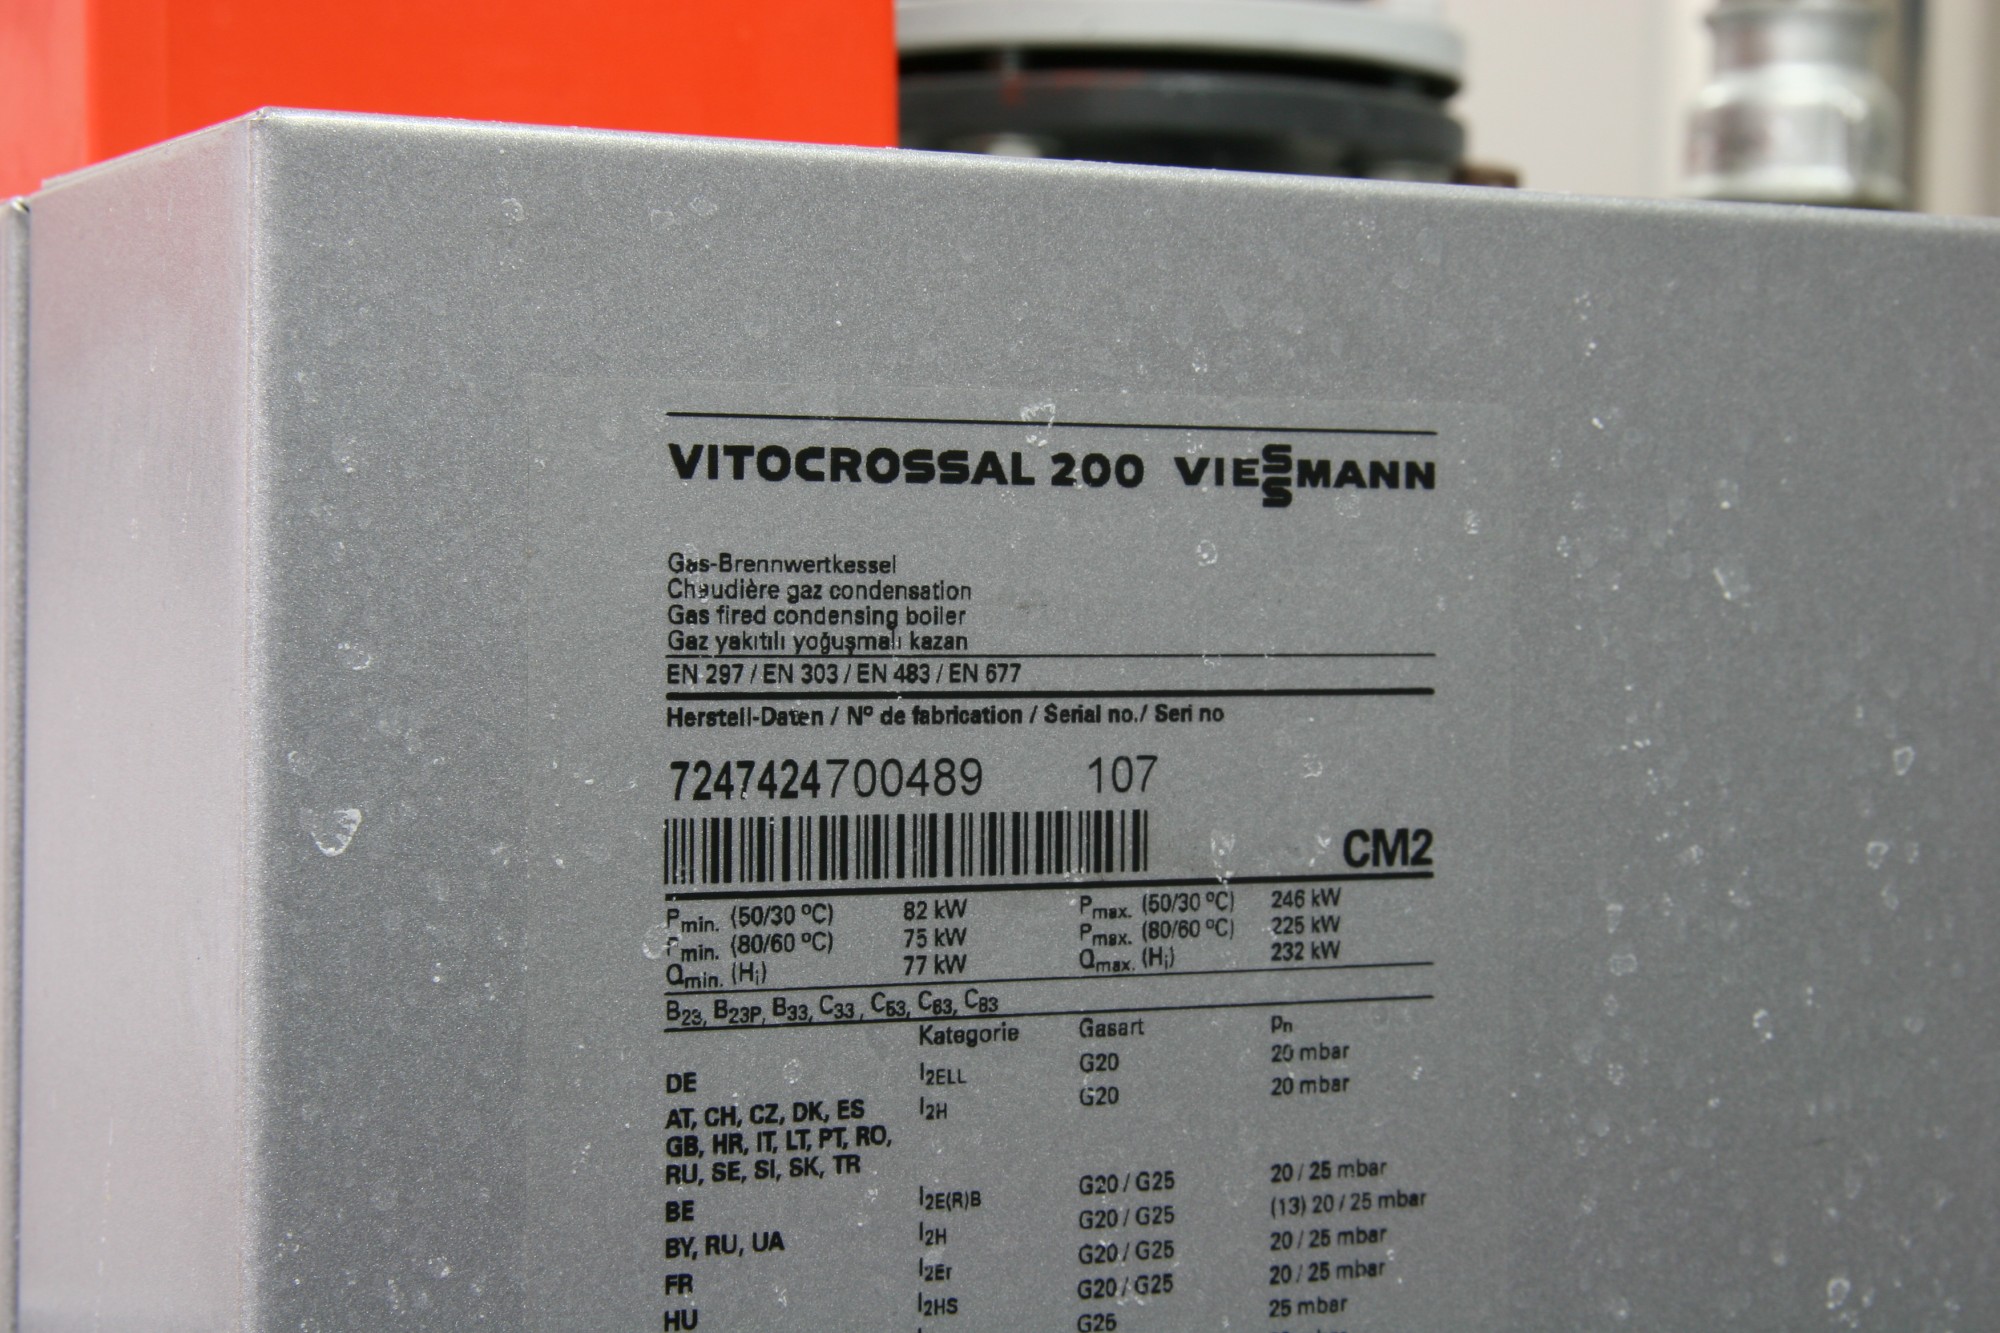 VITOCROSSAL 200 VIESSMANN
Gas-Brennwertkessel
Chaudière gaz condensation
Gas fired condensing boiler
Gaz yakıtılı yoğuşmalı kazan
EN 297 / EN 303 / EN 483 / EN 677
Herstell-Daten / Nº de fabrication / Serial no./ Seri no
7247424700489 107
CM2
Pmin. (50/30 ºC) 82 kW Pmax. (50/30 ºC) 246 kW
Pmin. (80/60 ºC) 75 kW Pmax. (80/60 ºC) 225 kW
Qmin. (Hi) 77 kW Qmax. (Hi) 232 kW
B23, B23P, B33, C33, C53, C63, C83
Kategorie Gasart Pn
DE I2ELL G20 20 mbar
AT, CH, CZ, DK, ES I2H G20 20 mbar
GB, HR, IT, LT, PT, RO,
RU, SE, SI, SK, TR
BE I2E(R)B G20 / G25 20 / 25 mbar
BY, RU, UA I2H G20 / G25 (13) 20 / 25 mbar
FR I2Er G20 / G25 20 / 25 mbar
HU I2HS G20 / G25 20 / 25 mbar
G25 25 mbar